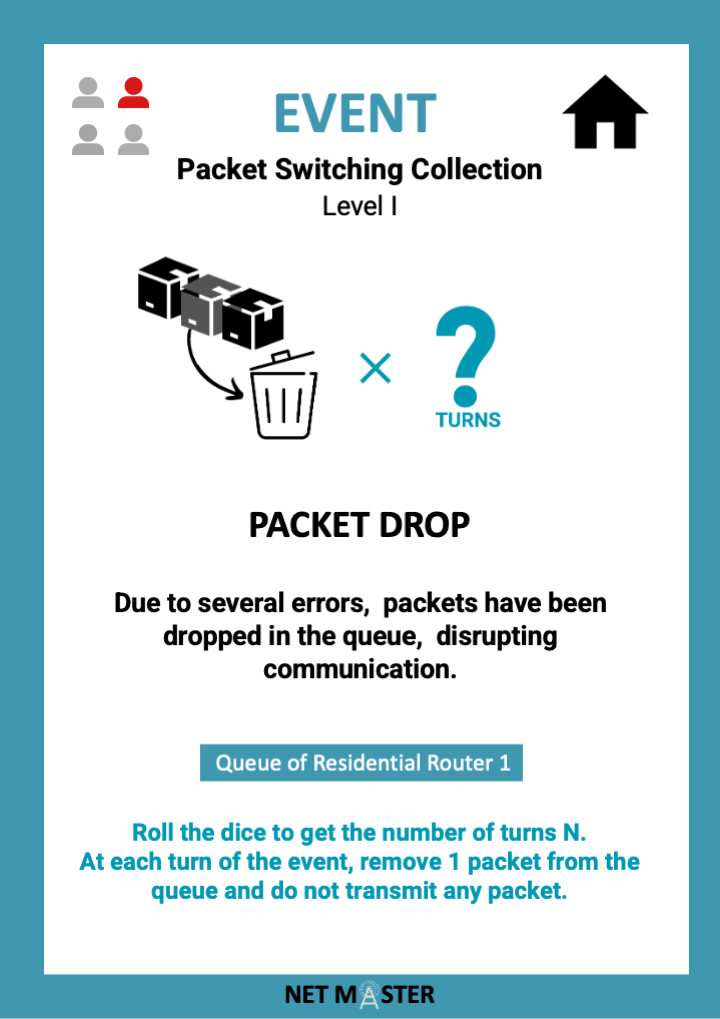 EVENT
Packet Switching Collection
Level I
?
TURNS
PACKET DROP
Due to several errors,  packets have been
dropped in the queue,  disrupting
communication.
Queue of Residential Router 1
Roll the dice to get the number of turns N.
At each turn of the event, remove 1 packet from the
queue and do not transmit any packet.
NET MASTER